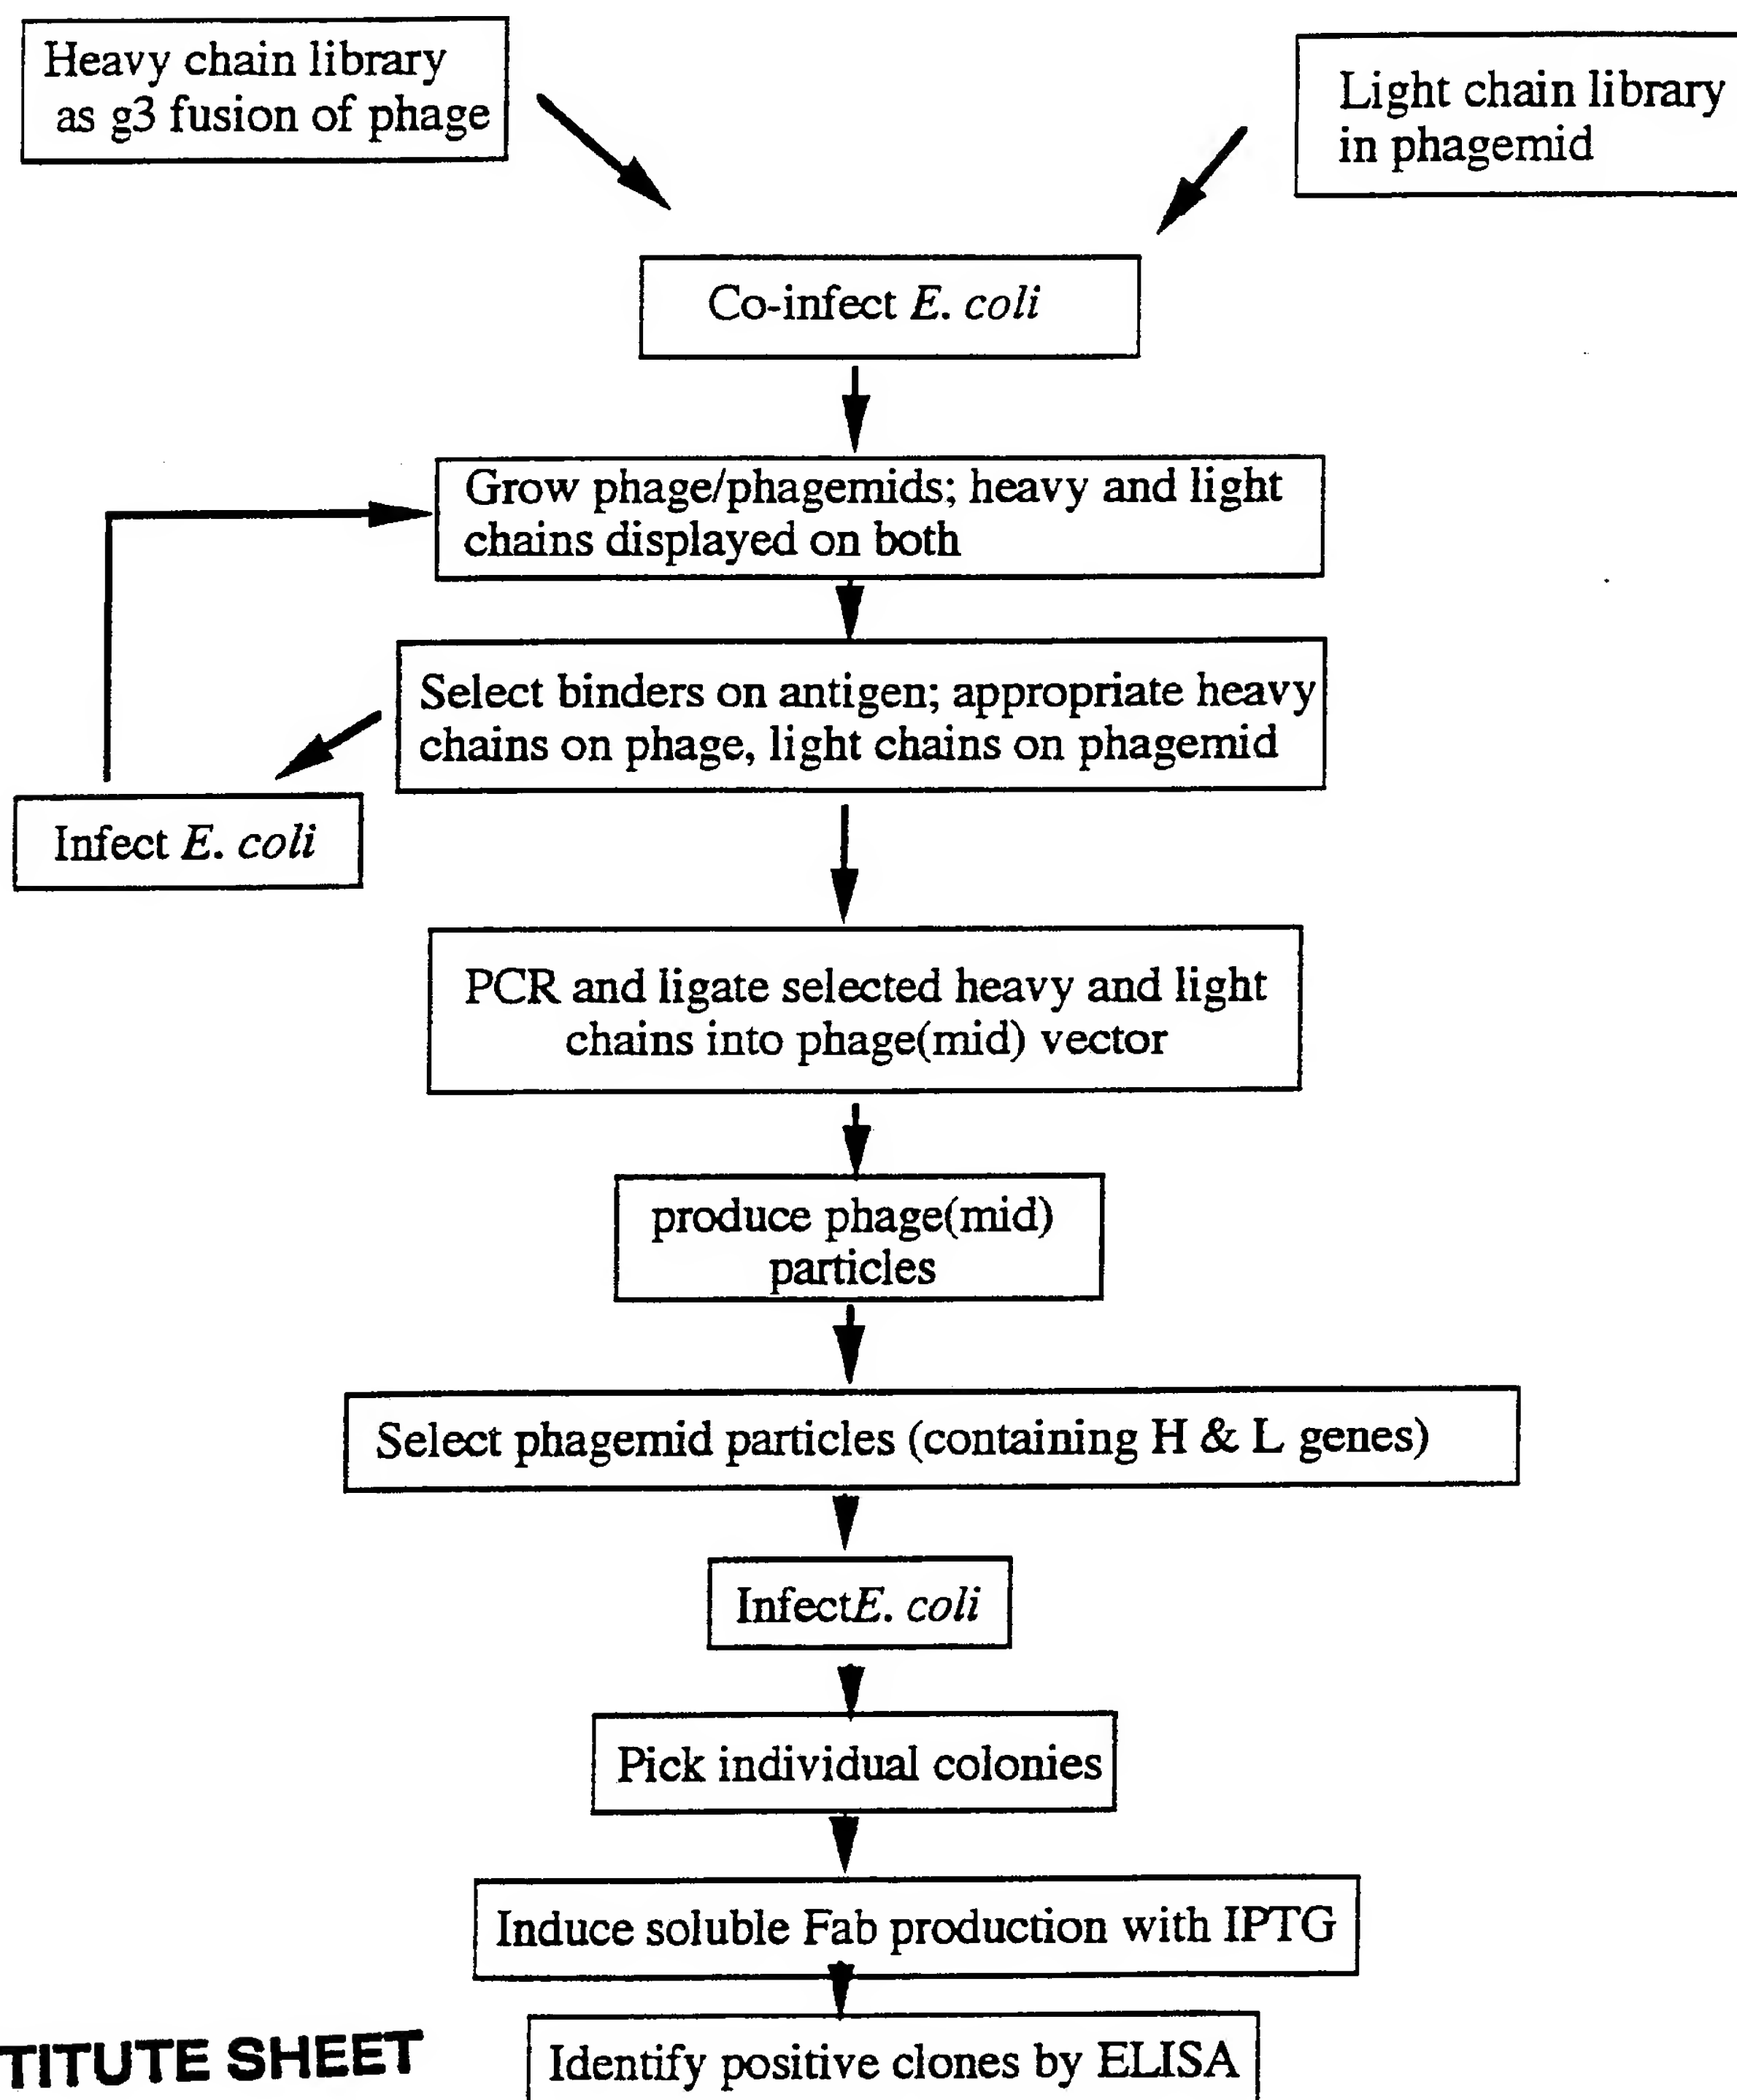 Heavy chain library
as g3 fusion of phage
Light chain library
in phagemid
Co-infect E. coli
Grow phage/phagemids; heavy and light
chains displayed on both
Select binders on antigen; appropriate heavy
chains on phage, light chains on phagemid
Infect E. coli
PCR and ligate selected heavy and light
chains into phage(mid) vector
produce phage(mid)
particles
Select phagemid particles (containing H & L genes)
InfectE. coli
Pick individual colonies
Induce soluble Fab production with IPTG
Identify positive clones by ELISA
TITUTE SHEET